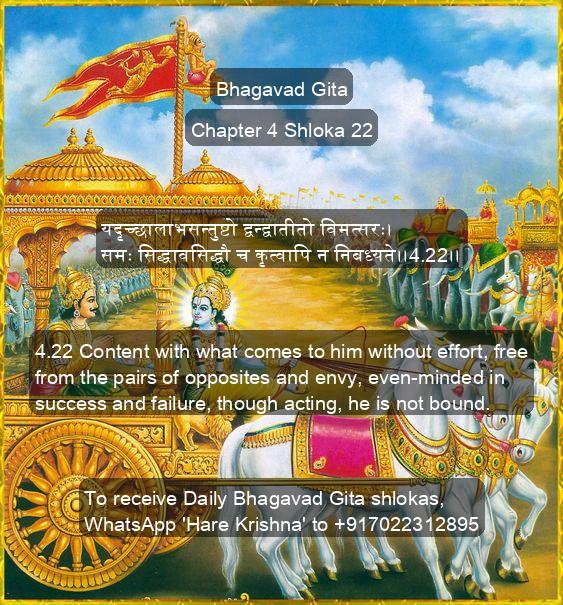 Bhagavad Gita
Chapter 4 Shloka 22
यदृच्छालाभसन्तुष्टो द्वन्द्वातीतो विमत्सरः।
समः सिद्धावसिद्धौ च कृत्वापि न निबध्यते।।4.22।।
4.22 Content with what comes to him without effort, free
from the pairs of opposites and envy, even-minded in
success and failure, though acting, he is not bound.
To receive Daily Bhagavad Gita shlokas,
WhatsApp 'Hare Krishna' to +917022312895